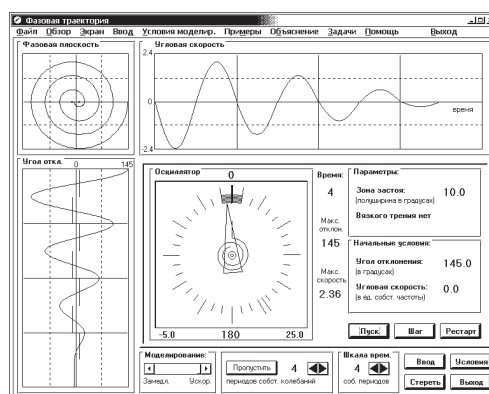 Фазовая траектория
Файл Обзор Экран Ввод Условия моделир. Примеры Объяснение Задачи Помощь Выход
Фазовая плоскость
Угловая скорость
2.4
0
-2.4
время
Угол откл. 0 145
Осциллятор
0
180
-5.0
25.0
Время:
4
Макс. отклон.
145
Макс. скорость
2.36
Параметры:
Зона застоя: 10.0
(полуширина в градусах)
Вязкого трения нет
Начальные условия:
Угол отклонения: 145.0
(в градусах)
Угловая скорость: 0.0
(в ед. собст. частоты)
Пуск Шаг Рестарт
Моделирование:
Замедл. Ускор.
Пропустить 4
периодов собст. колебаний
Шкала врем.
4
соб. периодов
Ввод Условия
Стереть Выход